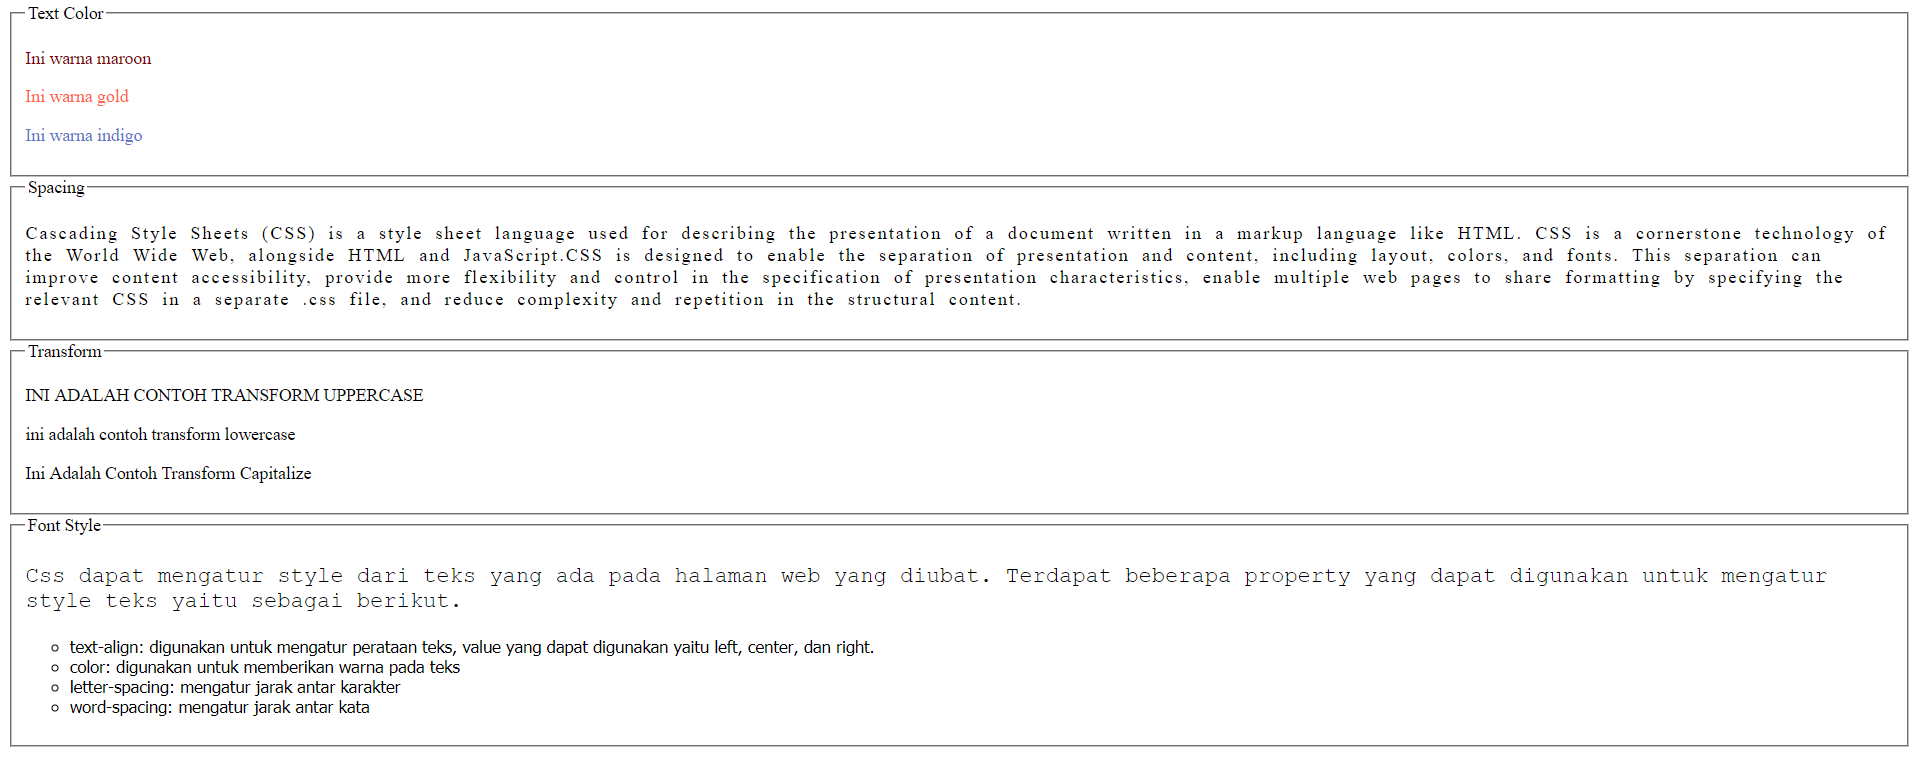 Text Color
Ini warna maroon
Ini warna gold
Ini warna indigo
Spacing
Cascading Style Sheets (CSS) is a style sheet language used for describing the presentation of a document written in a markup language like HTML. CSS is a cornerstone technology of
the World Wide Web, alongside HTML and JavaScript.CSS is designed to enable the separation of presentation and content, including layout, colors, and fonts. This separation can
improve content accessibility, provide more flexibility and control in the specification of presentation characteristics, enable multiple web pages to share formatting by specifying the
relevant CSS in a separate .css file, and reduce complexity and repetition in the structural content.
Transform
INI ADALAH CONTOH TRANSFORM UPPERCASE
ini adalah contoh transform lowercase
Ini Adalah Contoh Transform Capitalize
Font Style
Css dapat mengatur style dari teks yang ada pada halaman web yang diubat. Terdapat beberapa property yang dapat digunakan untuk mengatur
style teks yaitu sebagai berikut.
text-align: digunakan untuk mengatur perataan teks, value yang dapat digunakan yaitu left, center, dan right.
color: digunakan untuk memberikan warna pada teks
letter-spacing: mengatur jarak antar karakter
word-spacing: mengatur jarak antar kata